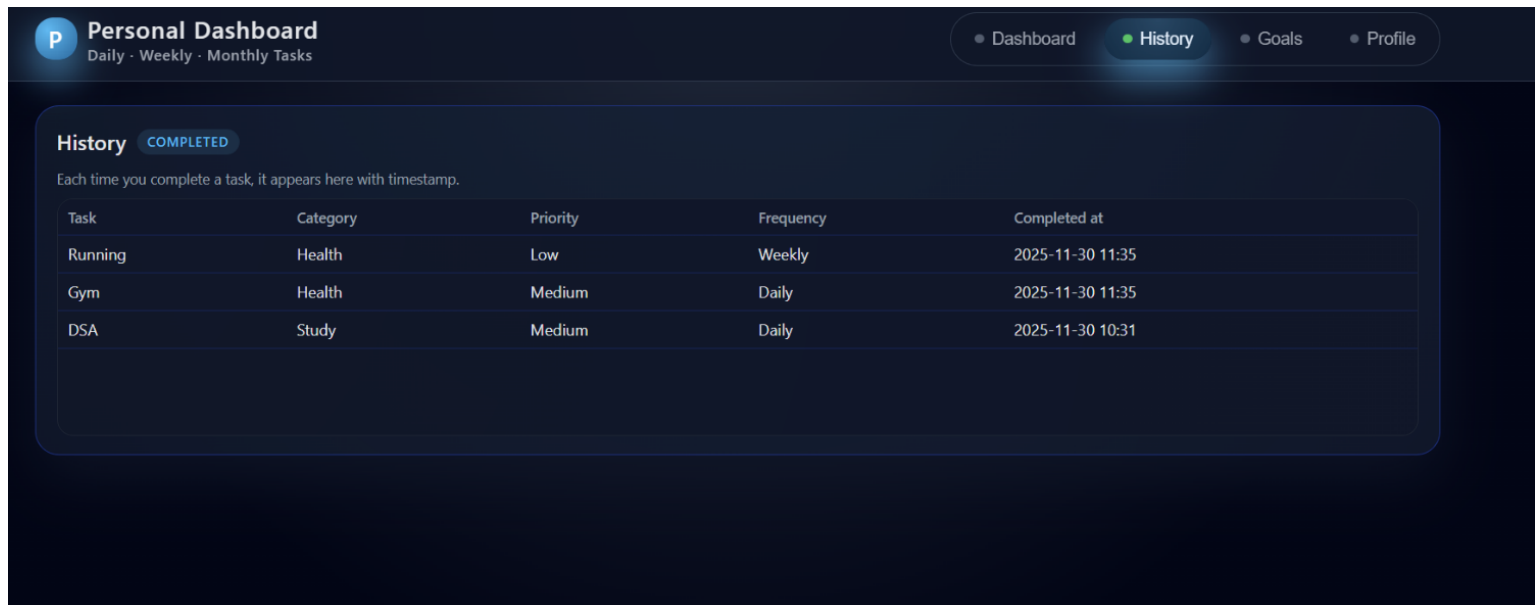 P
Personal Dashboard
Daily · Weekly · Monthly Tasks
Dashboard History Goals Profile
History COMPLETED
Each time you complete a task, it appears here with timestamp.
Task Category Priority Frequency Completed at
Running Health Low Weekly 2025-11-30 11:35
Gym Health Medium Daily 2025-11-30 11:35
DSA Study Medium Daily 2025-11-30 10:31